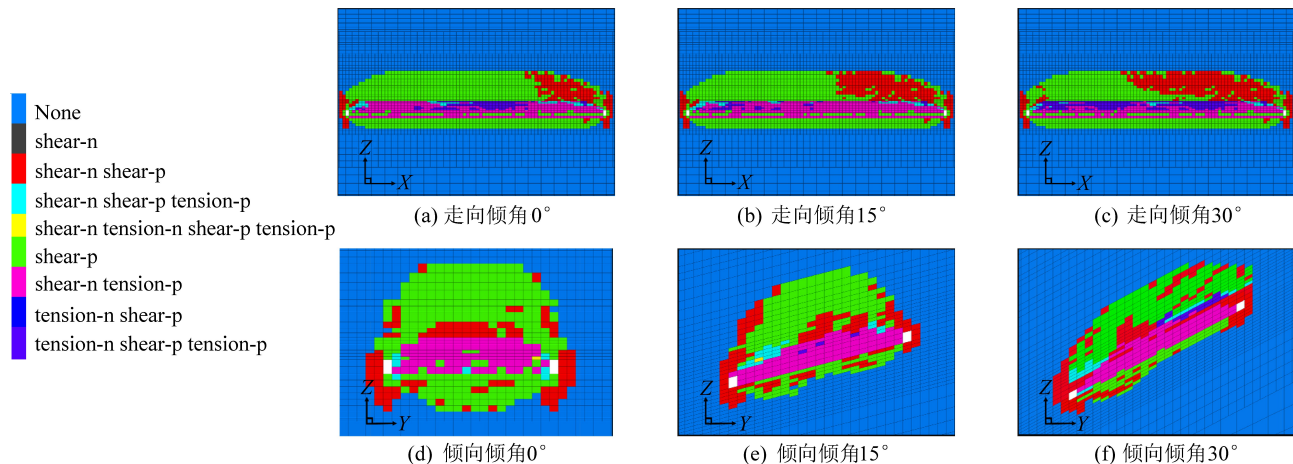 None
shear-n
shear-n shear-p
shear-n shear-p tension-p
shear-n tension-n shear-p tension-p
shear-p
shear-n tension-p
tension-n shear-p
tension-n shear-p tension-p
Z
X
(a) 走向倾角0°
Z
X
(b) 走向倾角15°
Z
X
(c) 走向倾角30°
Z
Y
(d) 倾向倾角0°
Z
Y
(e) 倾向倾角15°
Z
Y
(f) 倾向倾角30°